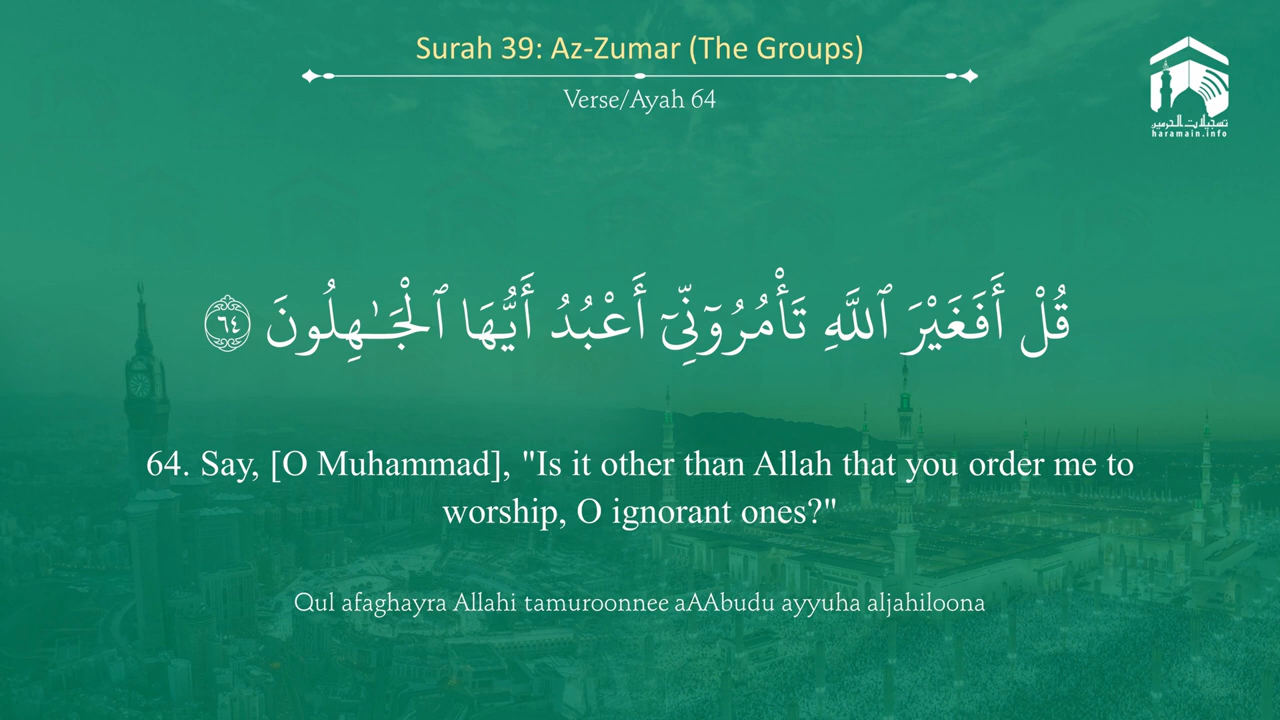 Surah 39: Az-Zumar (The Groups)
Verse/Ayah 64
تسجيلات الحرمين
haramain.info
قُلْ أَفَغَيْرَ ٱللَّهِ تَأْمُرُوٓنِّىٓ أَعْبُدُ أَيُّهَا ٱلْجَـٰهِلُونَ ٦٤
64. Say, [O Muhammad], "Is it other than Allah that you order me to
worship, O ignorant ones?"
Qul afaghayra Allahi tamuroonnee aAAbudu ayyuha aljahiloona